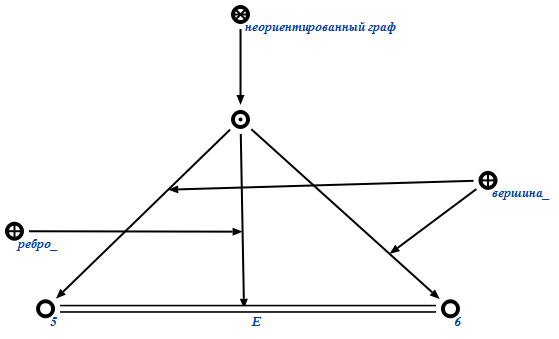 неориентированный граф
вершина_
ребро_
5
E
6